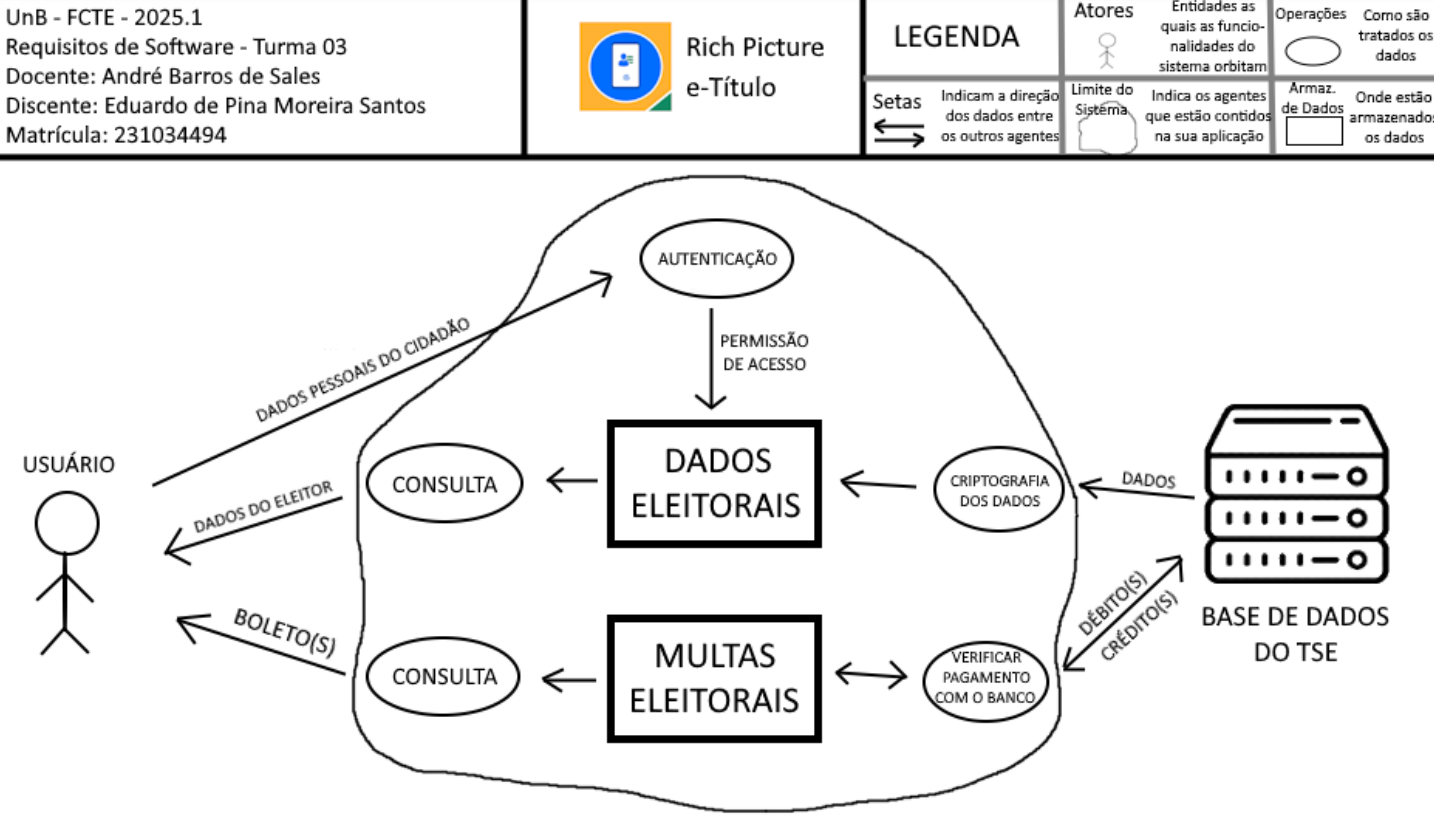 UnB - FCTE - 2025.1
Requisitos de Software - Turma 03
Docente: André Barros de Sales
Discente: Eduardo de Pina Moreira Santos
Matrícula: 231034494
Rich Picture
e-Título
LEGENDA
Atores
Entidades as
quais as funcio-
nalidades do
sistema orbitam
Operações
Como são
tratados os
dados
Setas
Indicam a direção
dos dados entre
os outros agentes
Limite do
Sistema
Indica os agentes
que estão contidos
na sua aplicação
Armaz.
de Dados
Onde estão
armazenados
os dados
AUTENTICAÇÃO
DADOS PESSOAIS DO CIDADÃO
PERMISSÃO
DE ACESSO
USUÁRIO
DADOS DO ELEITOR
CONSULTA
DADOS
ELEITORAIS
CRIPTOGRAFIA
DOS DADOS
DADOS
BOLETO(S)
CONSULTA
MULTAS
ELEITORAIS
VERIFICAR
PAGAMENTO
COM O BANCO
DÉBITO(S)
CRÉDITO(S)
BASE DE DADOS
DO TSE